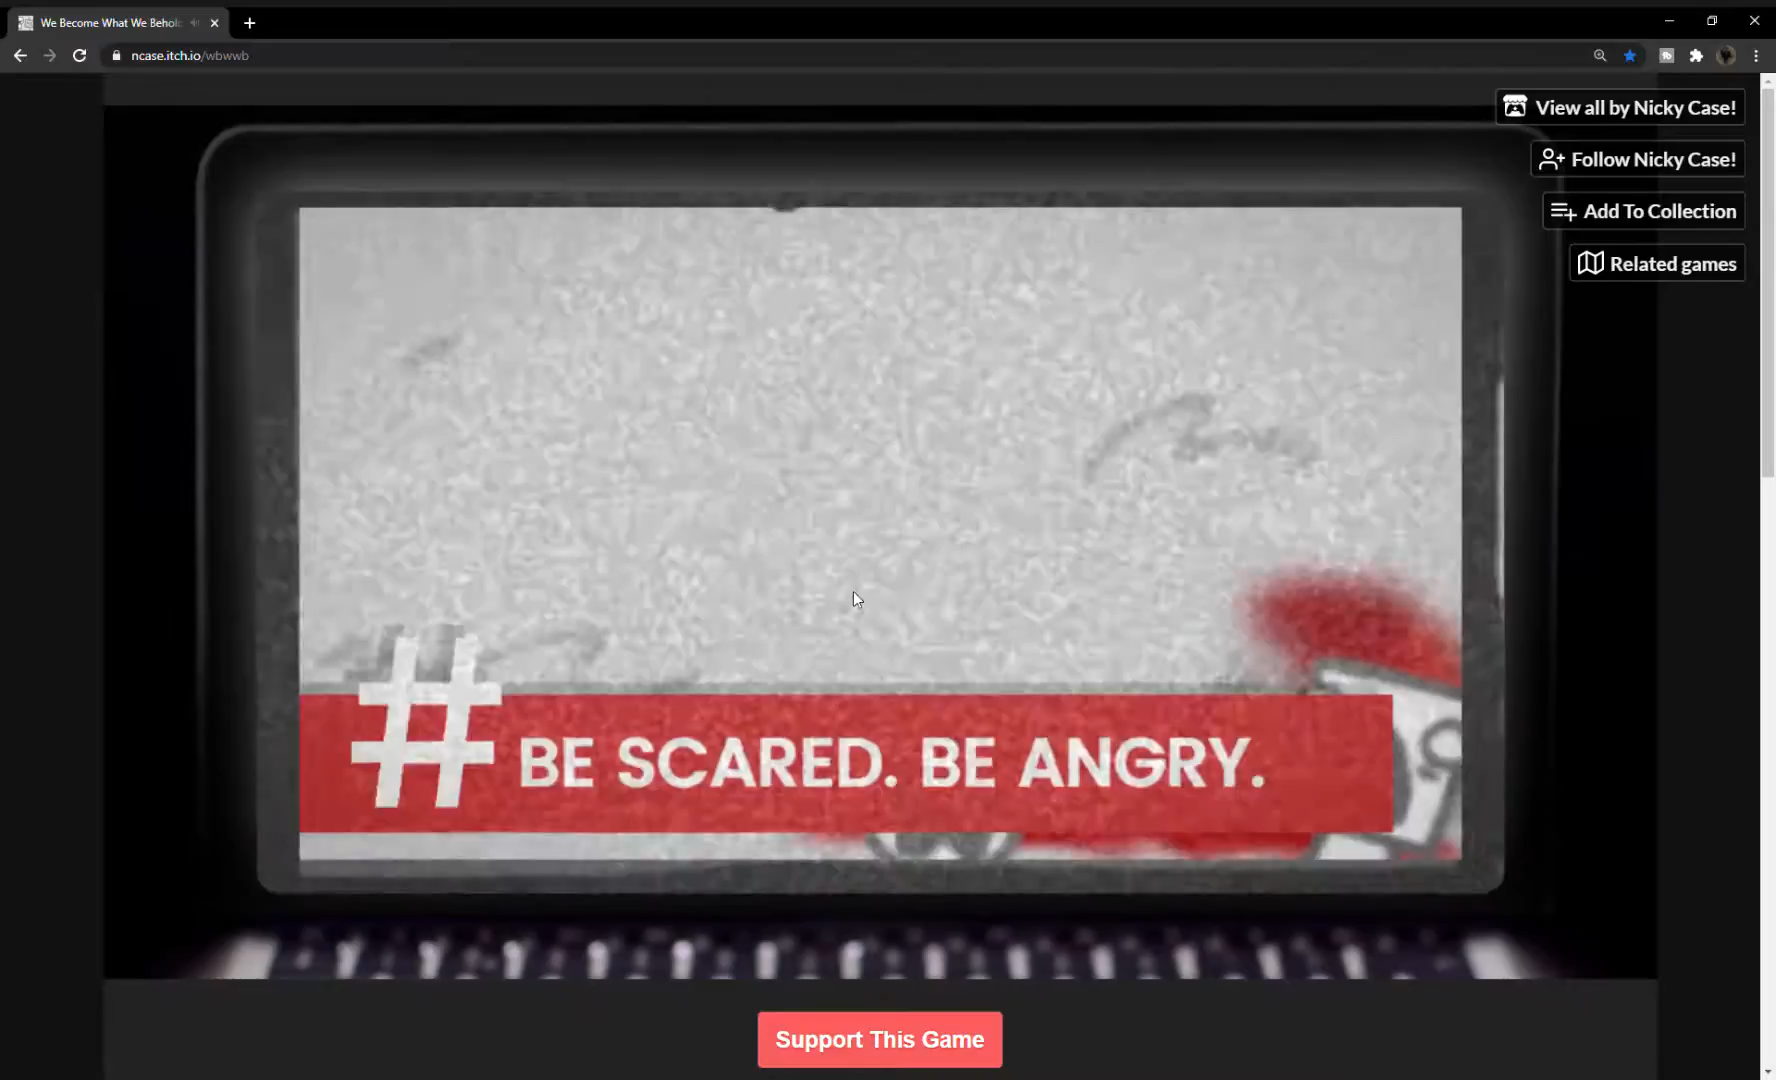 We Become What We Behol
ncase.itch.io/wbwwb
View all by Nicky Case!
Follow Nicky Case!
Add To Collection
Related games
# BE SCARED. BE ANGRY.
Support This Game